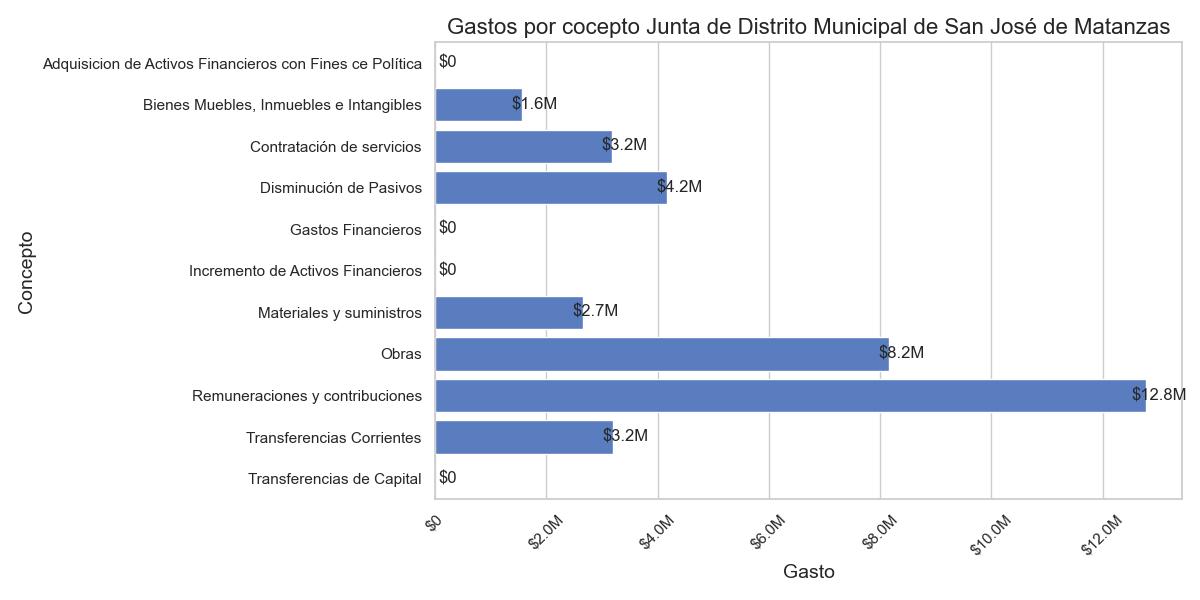 Gastos por cocepto Junta de Distrito Municipal de San José de Matanzas
Concepto
Adquisicion de Activos Financieros con Fines ce Política $0
Bienes Muebles, Inmuebles e Intangibles $1.6M
Contratación de servicios $3.2M
Disminución de Pasivos $4.2M
Gastos Financieros $0
Incremento de Activos Financieros $0
Materiales y suministros $2.7M
Obras $8.2M
Remuneraciones y contribuciones $12.8M
Transferencias Corrientes $3.2M
Transferencias de Capital $0
$0 $2.0M $4.0M $6.0M $8.0M $10.0M $12.0M
Gasto